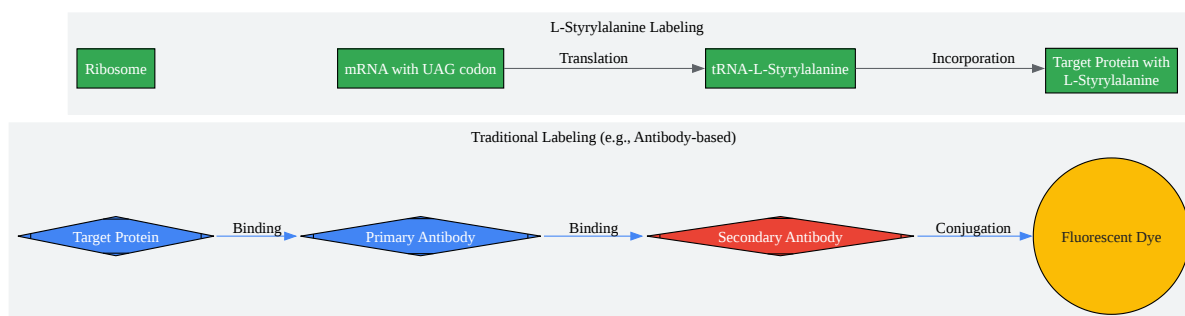 L-Styrylalanine Labeling
Ribosome
mRNA with UAG codon
Translation
tRNA-L-Styrylalanine
Incorporation
Target Protein with
L-Styrylalanine
Traditional Labeling (e.g., Antibody-based)
Target Protein
Binding
Primary Antibody
Binding
Secondary Antibody
Conjugation
Fluorescent Dye